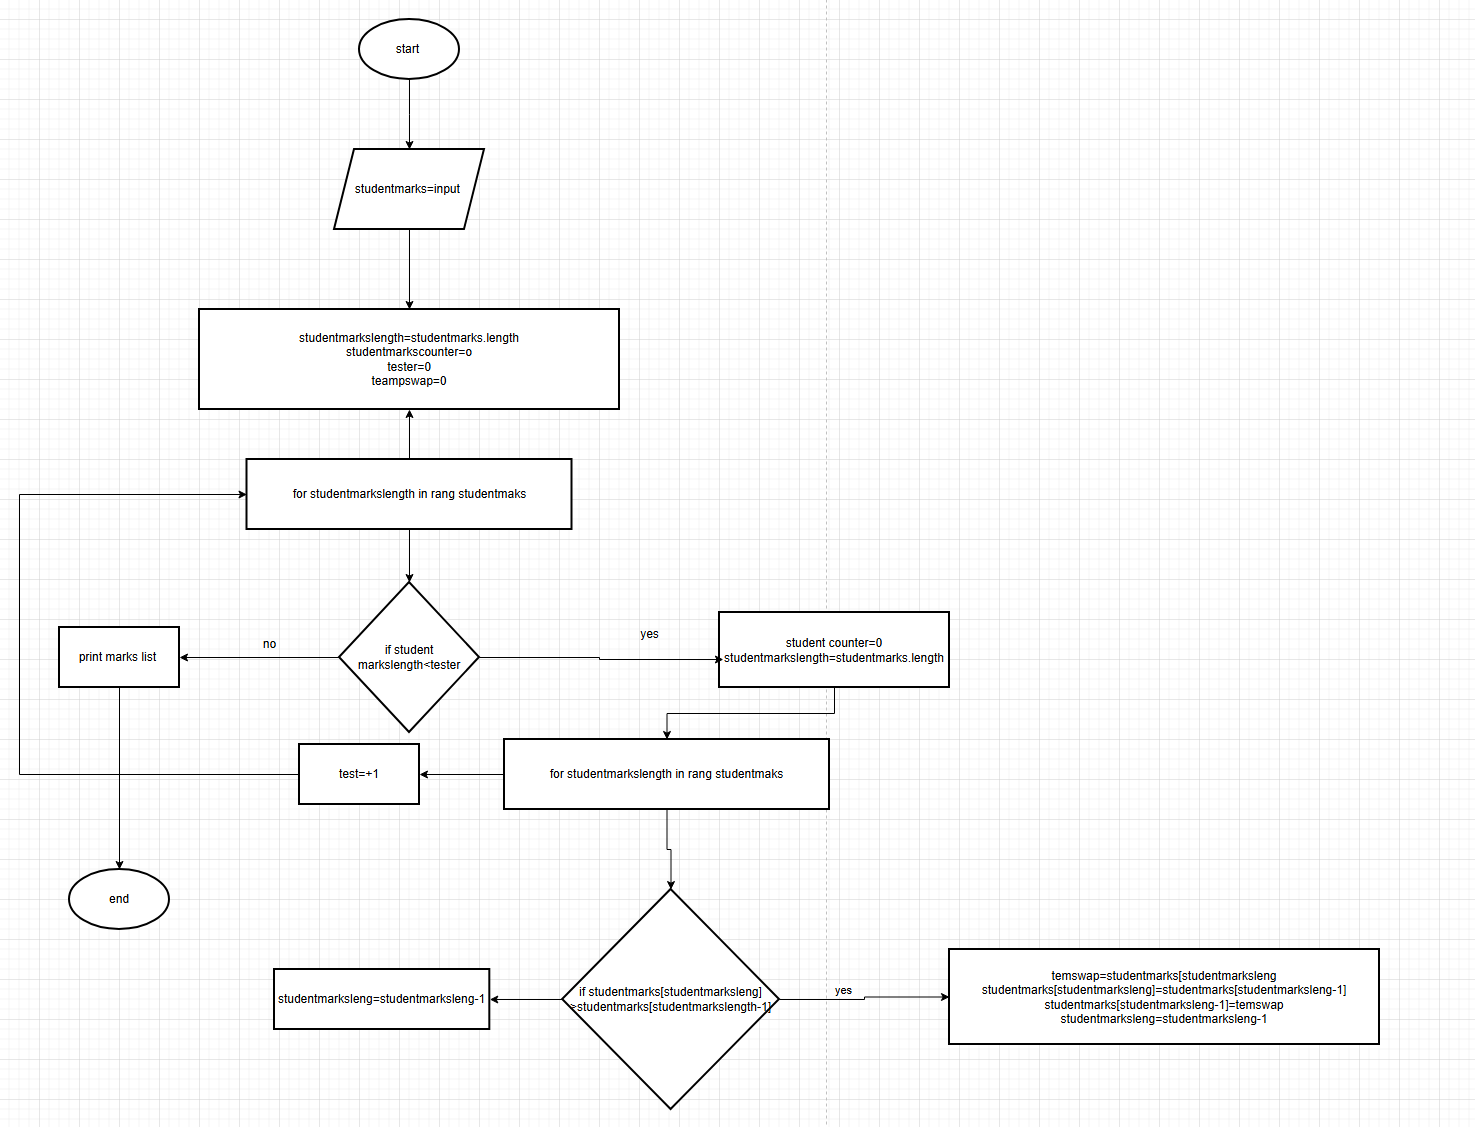 start
studentmarks=input
studentmarkslength=studentmarks.length
studentmarkscounter=o
tester=0
teampswap=0
for studentmarkslength in rang studentmaks
if student
markslength<tester
no
yes
print marks list
student counter=0
studentmarkslength=studentmarks.length
test=+1
for studentmarkslength in rang studentmaks
end
if studentmarks[studentmarksleng]
>studentmarks[studentmarkslength-1]
studentmarksleng=studentmarksleng-1
yes
temswap=studentmarks[studentmarksleng
studentmarks[studentmarksleng]=studentmarks[studentmarksleng-1]
studentmarks[studentmarksleng-1]=temswap
studentmarksleng=studentmarksleng-1